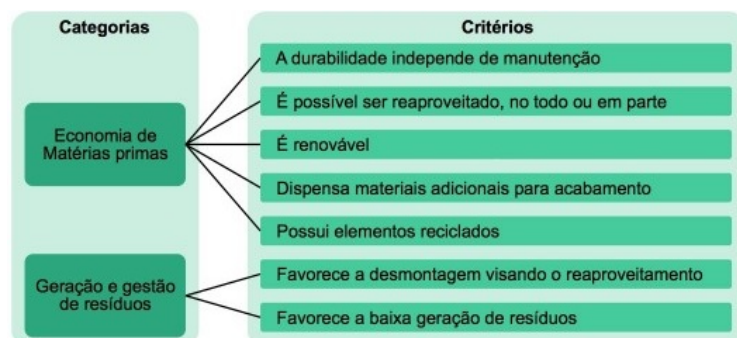 Categorias
Critérios
Economia de
Matérias primas
A durabilidade independe de manutenção
É possível ser reaproveitado, no todo ou em parte
É renovável
Dispensa materiais adicionais para acabamento
Possui elementos reciclados
Geração e gestão
de resíduos
Favorece a desmontagem visando o reaproveitamento
Favorece a baixa geração de resíduos